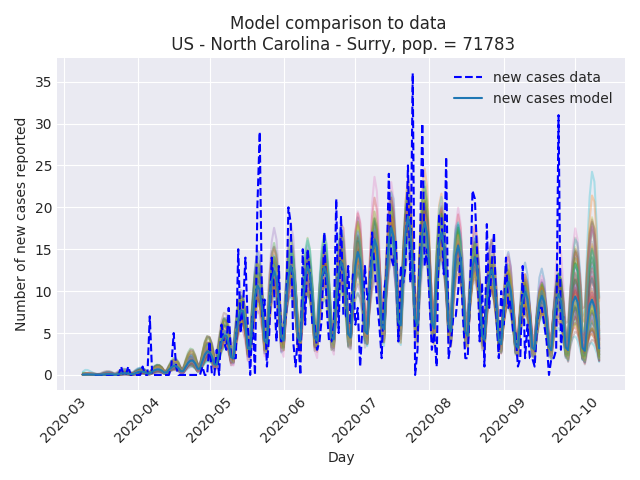 Model comparison to data
US - North Carolina - Surry, pop. = 71783
new cases data
new cases model
Number of new cases reported
35
30
25
20
15
10
5
0
2020-03
2020-04
2020-05
2020-06
2020-07
2020-08
2020-09
2020-10
Day